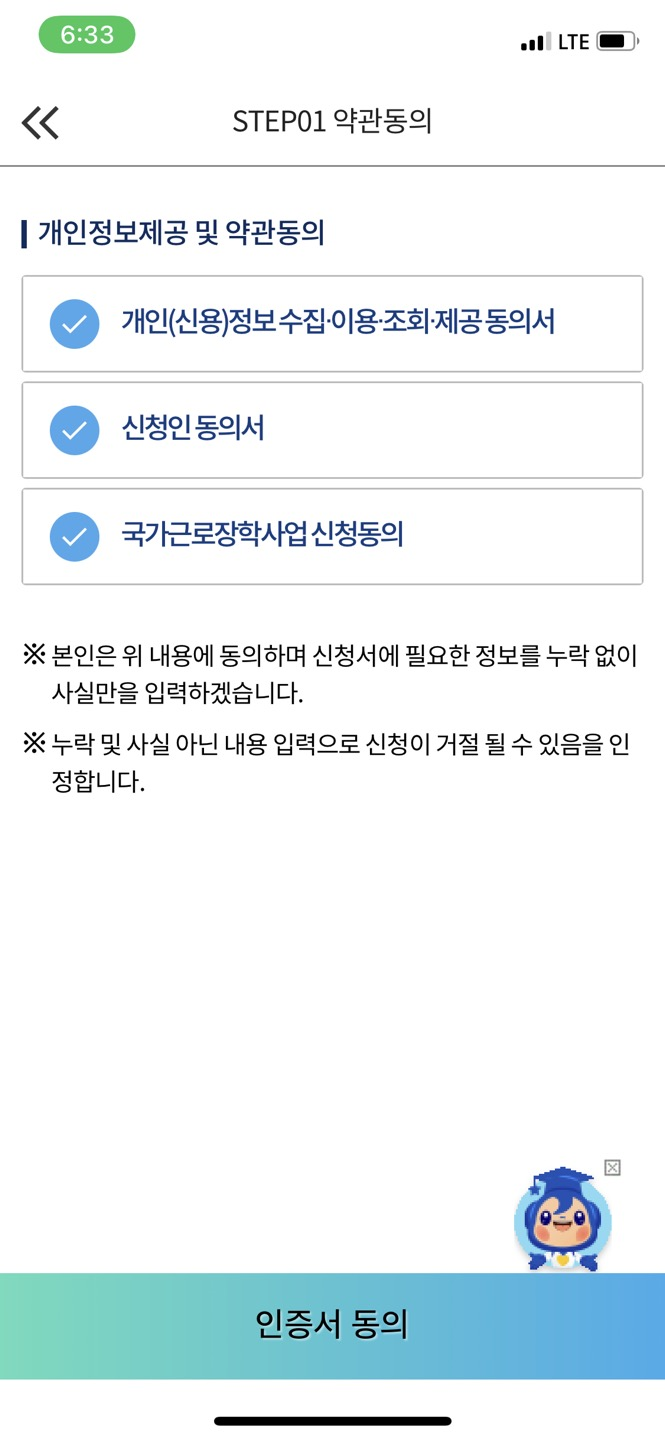 6:33
LTE
STEP01 약관동의
개인정보제공 및 약관동의
개인(신용)정보 수집·이용·조회·제공 동의서
신청인 동의서
국가근로장학사업 신청동의
※ 본인은 위 내용에 동의하며 신청서에 필요한 정보를 누락 없이
사실만을 입력하겠습니다.
※ 누락 및 사실 아닌 내용 입력으로 신청이 거절 될 수 있음을 인
정합니다.
인증서 동의